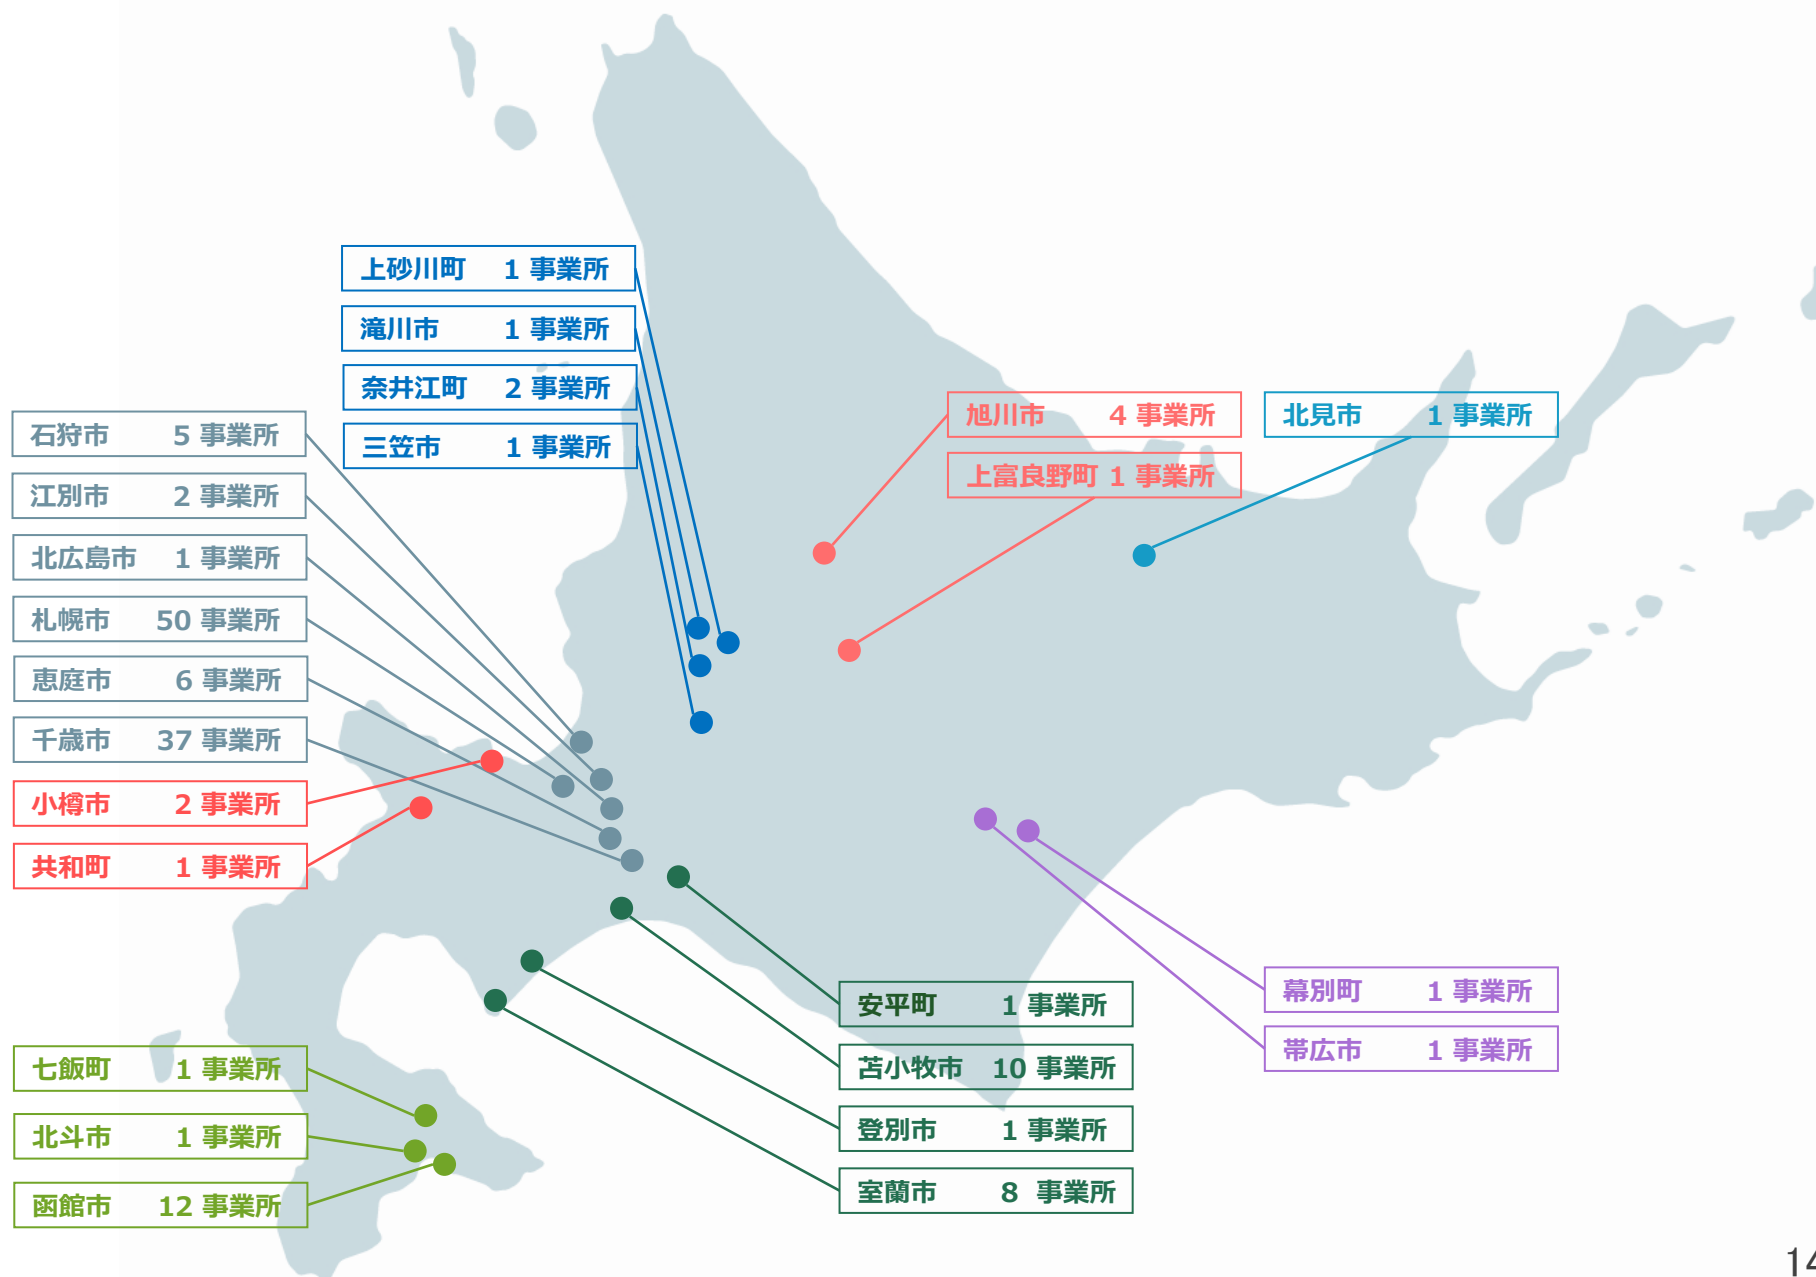 上砂川町 1 事業所
滝川市 1 事業所
奈井江町 2 事業所
三笠市 1 事業所
石狩市 5 事業所
江別市 2 事業所
北広島市 1 事業所
札幌市 50 事業所
恵庭市 6 事業所
千歳市 37 事業所
小樽市 2 事業所
共和町 1 事業所
旭川市 4 事業所
上富良野町 1 事業所
北見市 1 事業所
七飯町 1 事業所
北斗市 1 事業所
函館市 12 事業所
安平町 1 事業所
苫小牧市 10 事業所
登別市 1 事業所
室蘭市 8 事業所
幕別町 1 事業所
帯広市 1 事業所
14